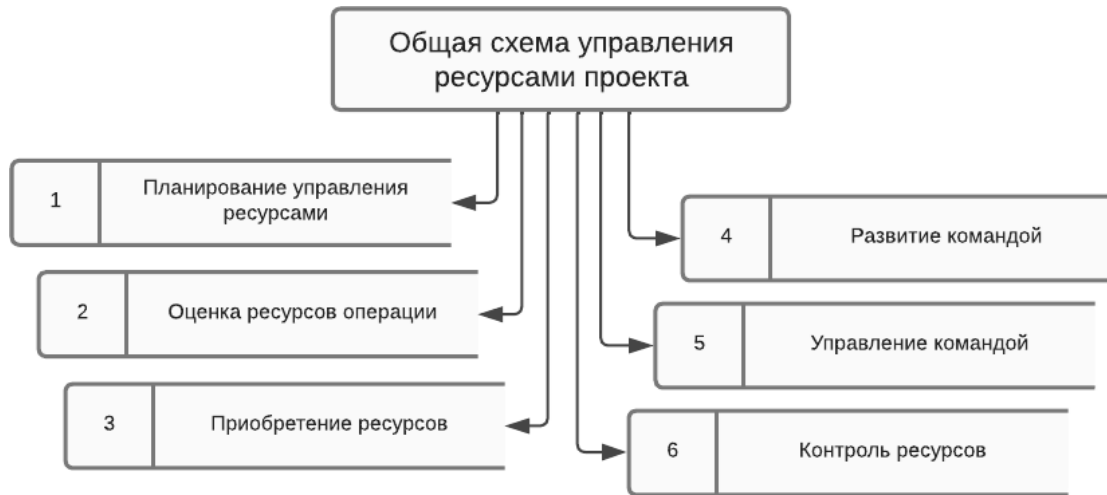 Общая схема управления
ресурсами проекта
1
Планирование управления
ресурсами
2
Оценка ресурсов операции
3
Приобретение ресурсов
4
Развитие командой
5
Управление командой
6
Контроль ресурсов